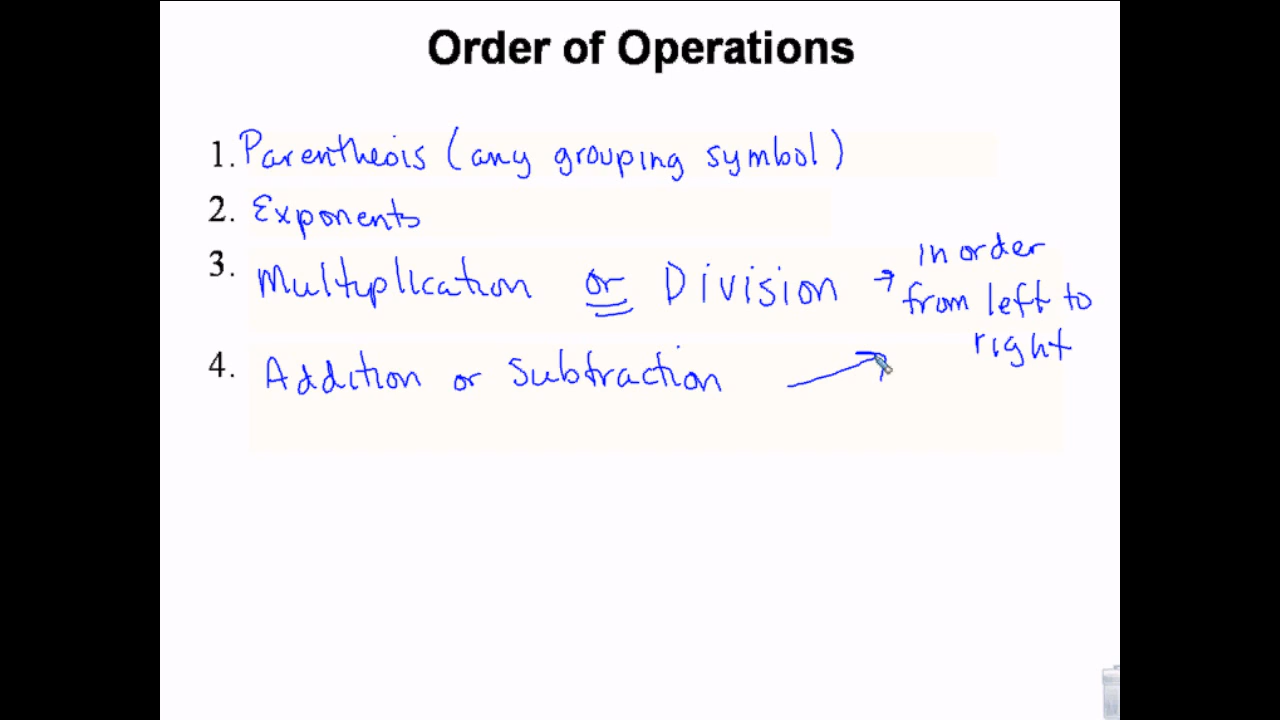 Order of Operations
1. Parenthesis (any grouping symbol)
2. Exponents
3. Multiplication or Division → in order
from left to
right
4. Addition or Subtraction